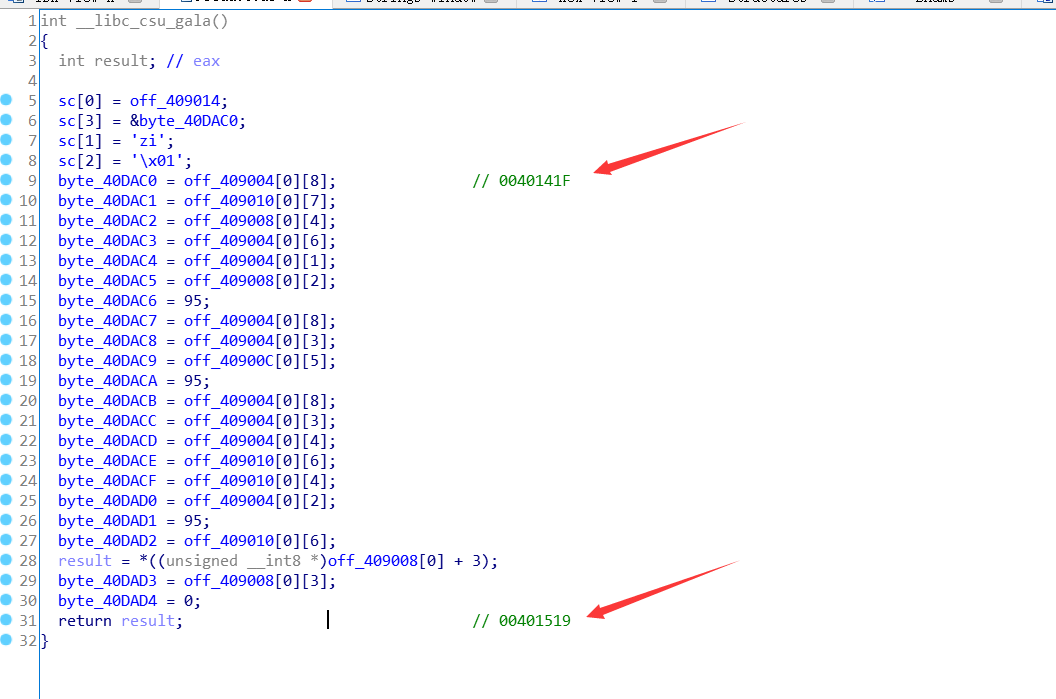 1 int __libc_csu_gala()
2 {
3 int result; // eax
4
5 sc[0] = off_409014;
6 sc[3] = &byte_40DAC0;
7 sc[1] = 'zi';
8 sc[2] = '\x01';
9 byte_40DAC0 = off_409004[0][8]; // 0040141F
10 byte_40DAC1 = off_409010[0][7];
11 byte_40DAC2 = off_409008[0][4];
12 byte_40DAC3 = off_409004[0][6];
13 byte_40DAC4 = off_409004[0][1];
14 byte_40DAC5 = off_409008[0][2];
15 byte_40DAC6 = 95;
16 byte_40DAC7 = off_409004[0][8];
17 byte_40DAC8 = off_409004[0][3];
18 byte_40DAC9 = off_40900C[0][5];
19 byte_40DACA = 95;
20 byte_40DACB = off_409004[0][8];
21 byte_40DACC = off_409004[0][3];
22 byte_40DACD = off_409004[0][4];
23 byte_40DACE = off_409010[0][6];
24 byte_40DACF = off_409010[0][4];
25 byte_40DAD0 = off_409004[0][2];
26 byte_40DAD1 = 95;
27 byte_40DAD2 = off_409010[0][6];
28 result = *((unsigned __int8 *)off_409008[0] + 3);
29 byte_40DAD3 = off_409008[0][3];
30 byte_40DAD4 = 0;
31 return result; // 00401519
32 }